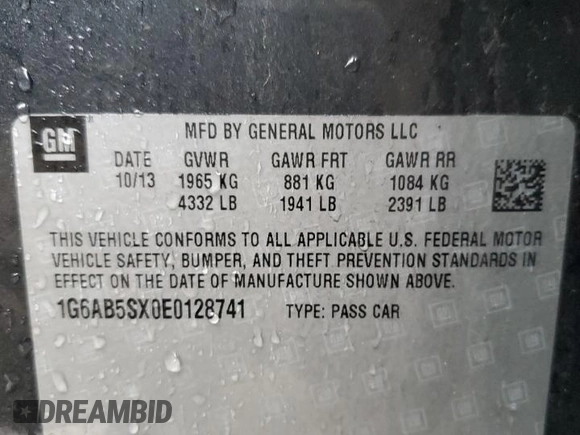 GM
MFD BY GENERAL MOTORS LLC
DATE GVWR GAWR FRT GAWR RR
10/13 1965 KG 881 KG 1084 KG
4332 LB 1941 LB 2391 LB
THIS VEHICLE CONFORMS TO ALL APPLICABLE U.S. FEDERAL MOTOR
VEHICLE SAFETY, BUMPER, AND THEFT PREVENTION STANDARDS IN
EFFECT ON THE DATE OF MANUFACTURE SHOWN ABOVE.
1G6AB5SX0E0128741 TYPE: PASS CAR
DREAMBID